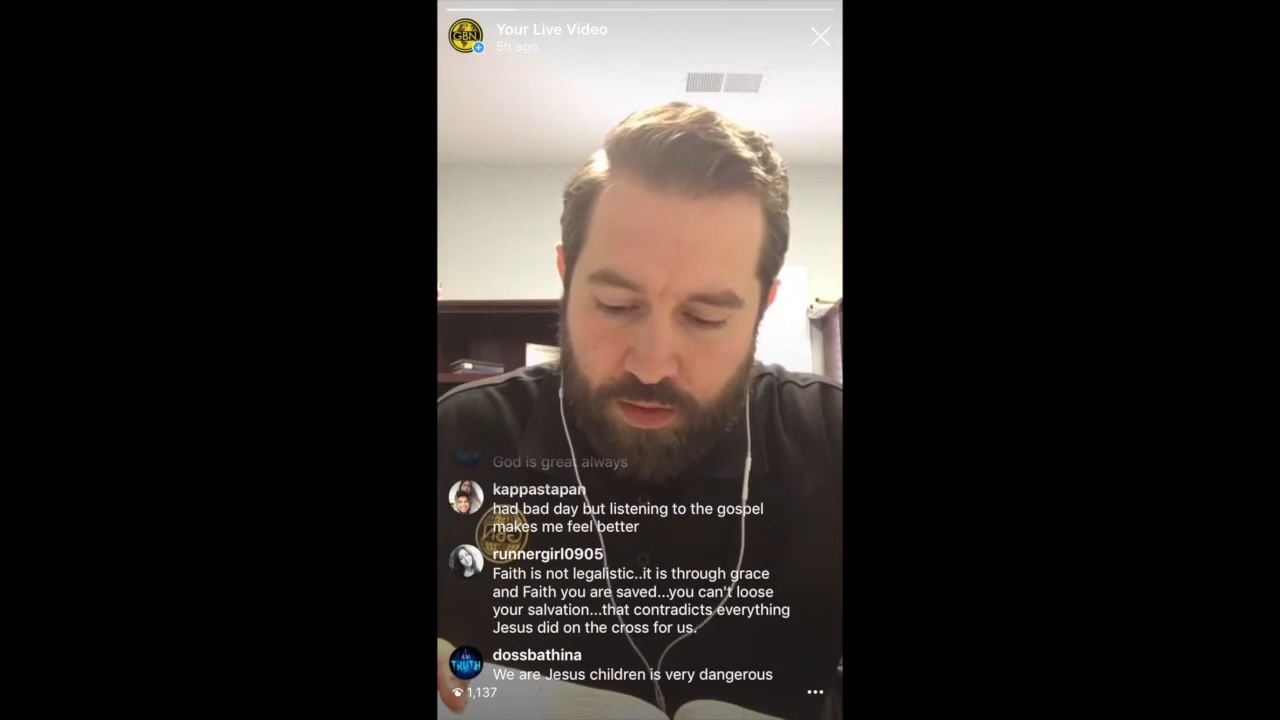 GBN
Your Live Video
5h ago
God is great always
kappastapan
had bad day but listening to the gospel
makes me feel better
GBN
runnergirl0905
Faith is not legalistic..it is through grace
and Faith you are saved...you can't loose
your salvation...that contradicts everything
Jesus did on the cross for us.
I AM
TRUTH
dossbathina
We are Jesus children is very dangerous
1,137